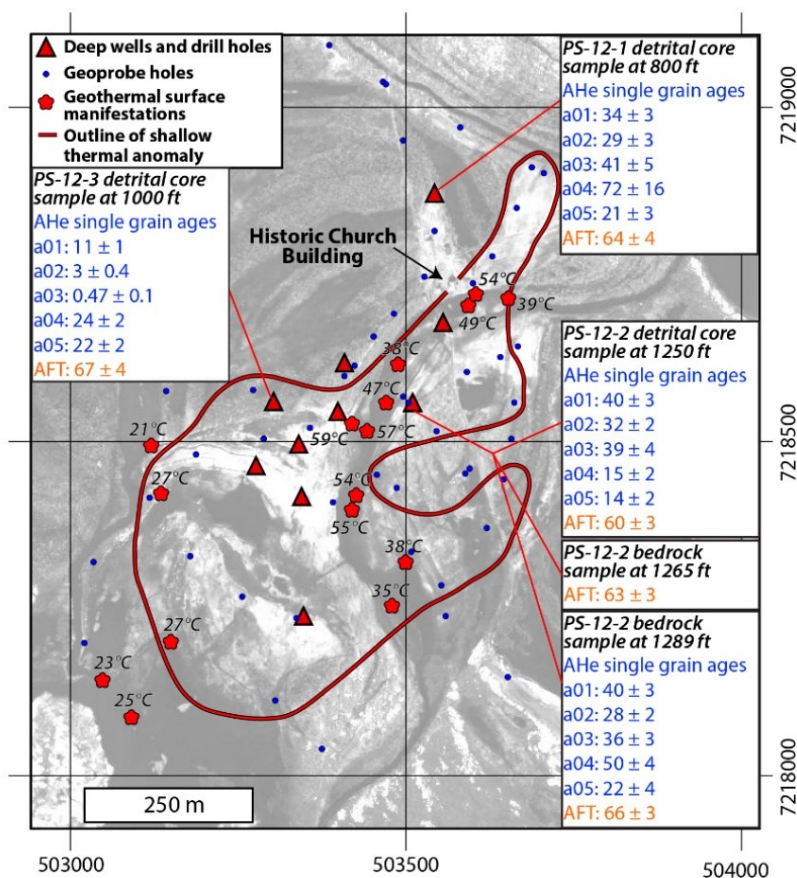 Deep wells and drill holes
Geoprobe holes
Geothermal surface
manifestations
Outline of shallow
thermal anomaly
PS-12-1 detrital core
sample at 800 ft
AHe single grain ages
a01: 34 ± 3
a02: 29 ± 3
a03: 41 ± 5
a04: 72 ± 16
a05: 21 ± 3
AFT: 64 ± 4
PS-12-3 detrital core
sample at 1000 ft
AHe single grain ages
a01: 11 ± 1
a02: 3 ± 0.4
a03: 0.47 ± 0.1
a04: 24 ± 2
a05: 22 ± 2
AFT: 67 ± 4
Historic Church
Building
54°C
39°C
49°C
38°C
47°C
57°C
59°C
21°C
27°C
54°C
55°C
38°C
35°C
27°C
23°C
25°C
PS-12-2 detrital core
sample at 1250 ft
AHe single grain ages
a01: 40 ± 3
a02: 32 ± 2
a03: 39 ± 4
a04: 15 ± 2
a05: 14 ± 2
AFT: 60 ± 3
PS-12-2 bedrock
sample at 1265 ft
AFT: 63 ± 3
PS-12-2 bedrock
sample at 1289 ft
AHe single grain ages
a01: 40 ± 3
a02: 28 ± 2
a03: 36 ± 3
a04: 50 ± 4
a05: 22 ± 4
AFT: 66 ± 3
250 m
7219000
7218500
7218000
503000
503500
504000